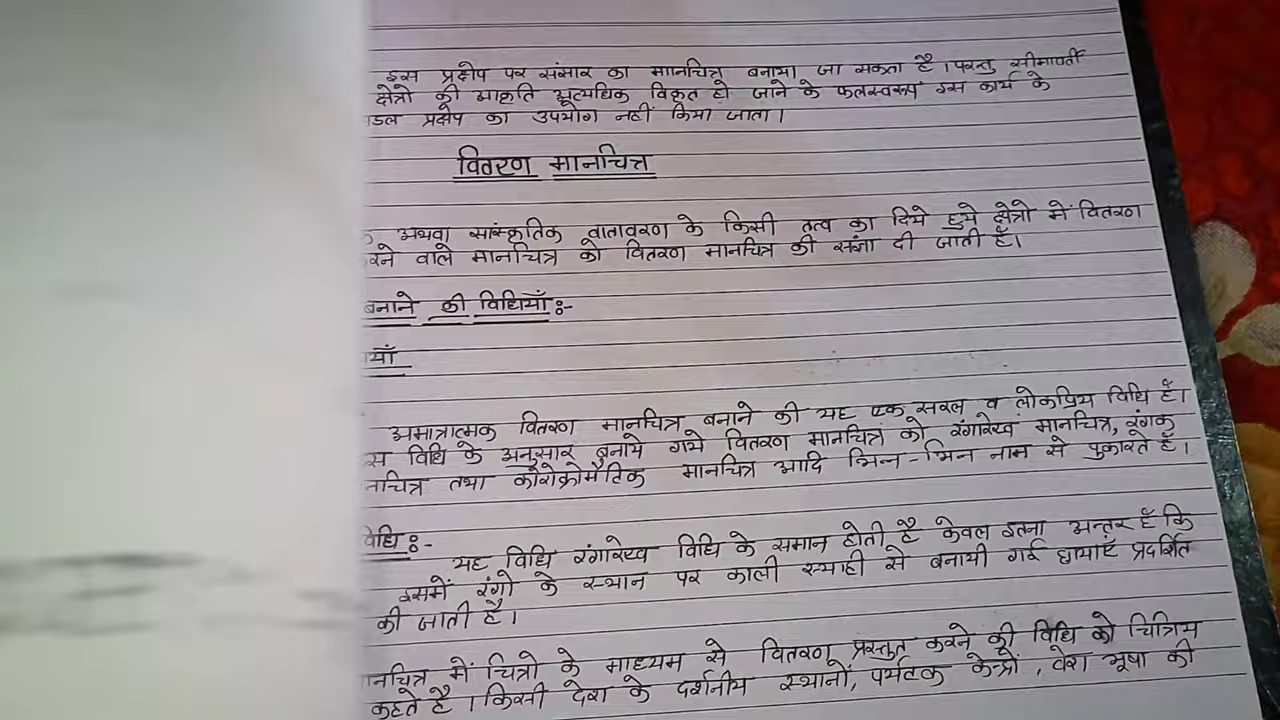 इस प्रक्षेप पर संसार का मानचित्र बनाया जा सकता है। परन्तु सीमावर्ती
क्षेत्रो की आकृति अत्यधिक विकृत हो जाने के फलस्वरूप इस कार्य के
प्रक्षेप का उपयोग नहीं किया जाता।
वितरण मानचित्र
अथवा सांस्कृतिक वातावरण के किसी तत्व का दिये हुये क्षेत्रो में वितरण
वाले मानचित्र को वितरण मानचित्र की संज्ञा दी जाती है।
बनाने की विधियाँ :-
अमात्रात्मक वितरण मानचित्र बनाने की यह एक सरल व लोकप्रिय विधि है।
विधि के अनुसार बनाये गये वितरण मानचित्र को रंगारेख मानचित्र, रंगक
तथा कोरोक्रोमैटिक मानचित्र आदि भिन्न-भिन्न नाम से पुकारते है।
विधि :-
यह विधि रंगारेख विधि के समान होती है केवल इतना अन्तर है कि
इसमें रंगो के स्थान पर काली स्याही से बनायी गई छायाएँ प्रदर्शित
की जाती है।
में चित्रो के माध्यम से वितरण प्रस्तुत करने की विधि को चित्रिय
कहते है। किसी देश के दर्शनीय स्थानों, पर्यटक केन्द्रों, वेश भूषा की